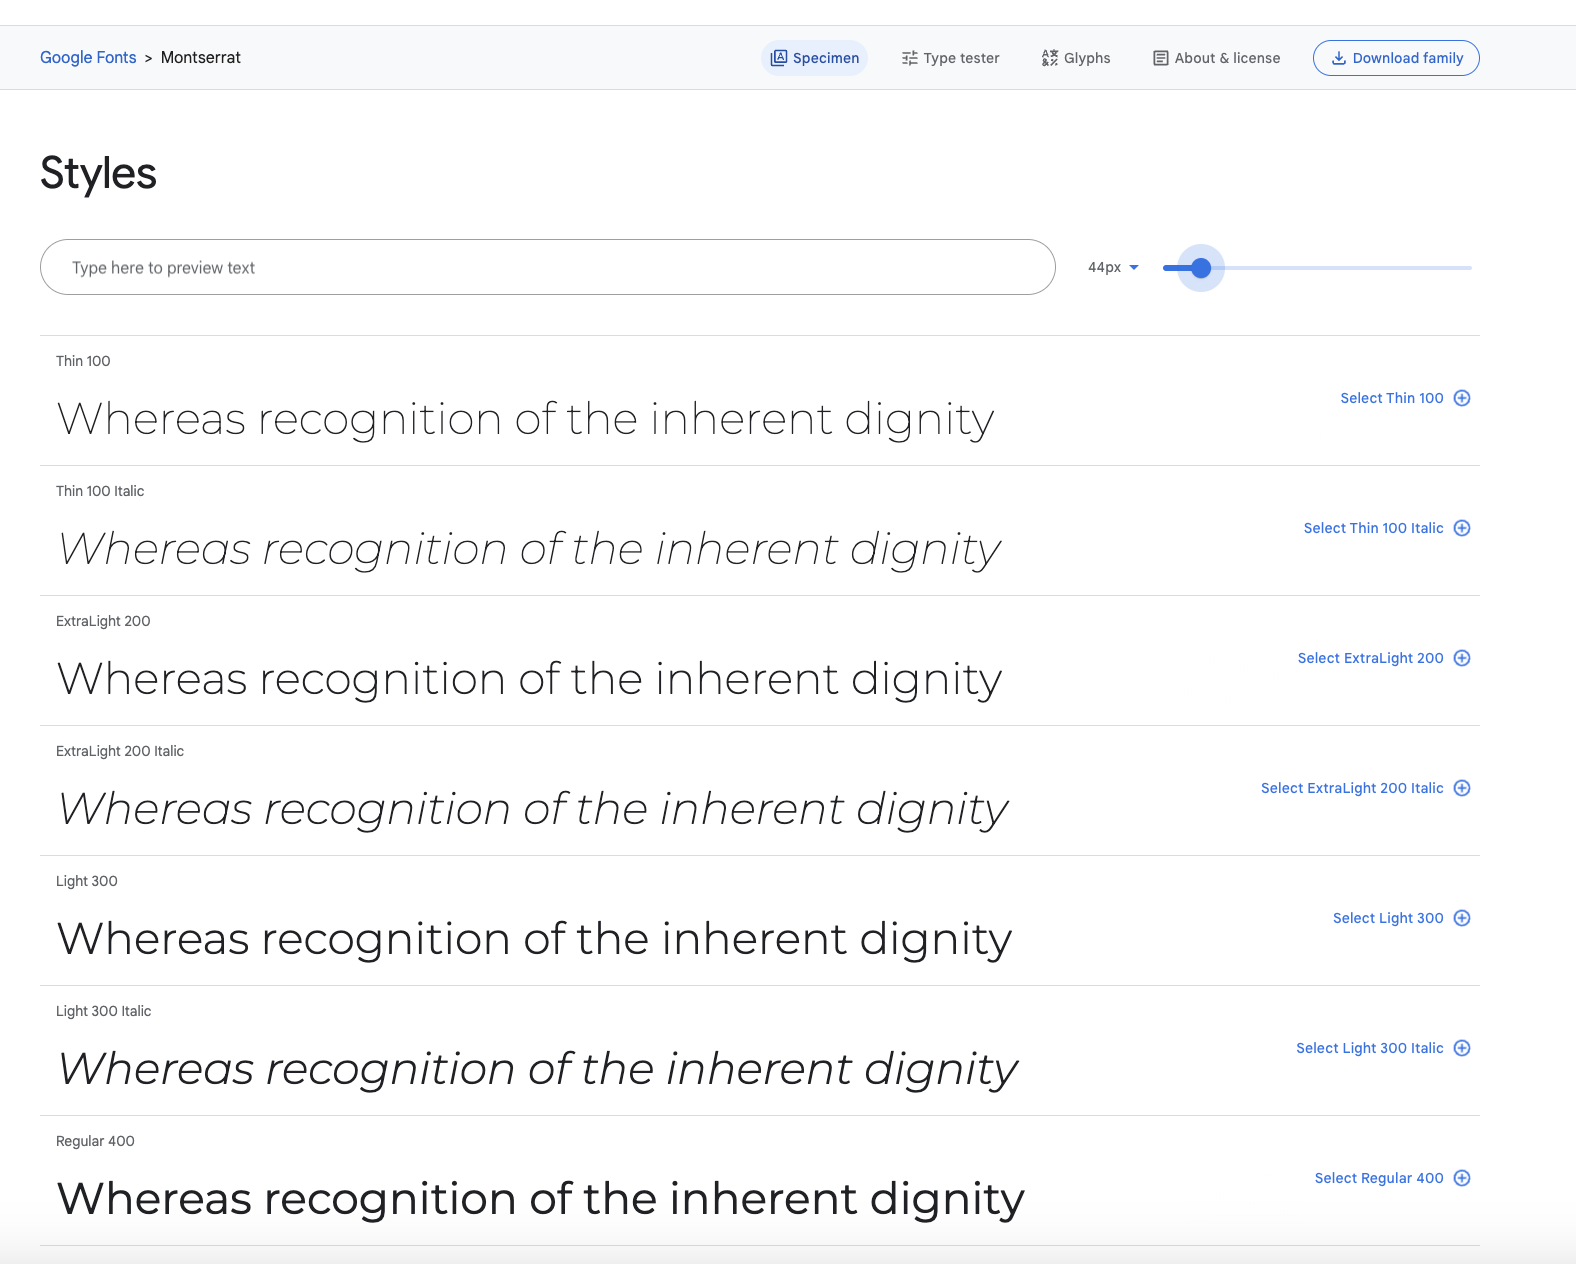 Google Fonts > Montserrat
Specimen
Type tester
Glyphs
About & license
Download family
Styles
Type here to preview text
44px
Thin 100
Whereas recognition of the inherent dignity
Select Thin 100
Thin 100 Italic
Whereas recognition of the inherent dignity
Select Thin 100 Italic
ExtraLight 200
Whereas recognition of the inherent dignity
Select ExtraLight 200
ExtraLight 200 Italic
Whereas recognition of the inherent dignity
Select ExtraLight 200 Italic
Light 300
Whereas recognition of the inherent dignity
Select Light 300
Light 300 Italic
Whereas recognition of the inherent dignity
Select Light 300 Italic
Regular 400
Whereas recognition of the inherent dignity
Select Regular 400